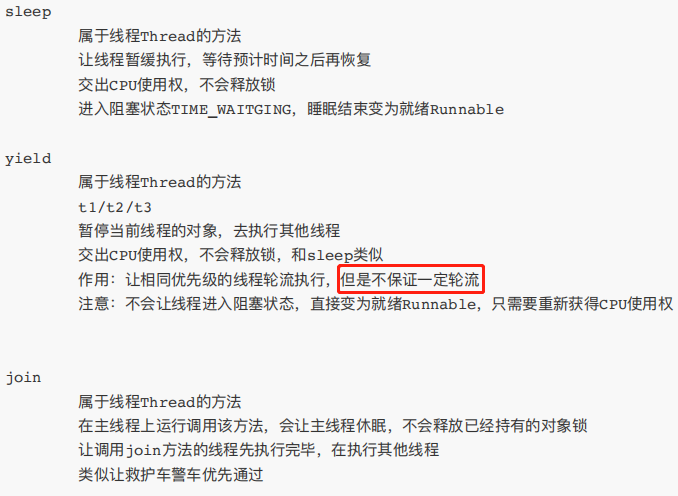 sleep
属于线程Thread的方法
让线程暂缓执行，等待预计时间之后再恢复
交出CPU使用权，不会释放锁
进入阻塞状态TIME_WAITGING，睡眠结束变为就绪Runnable
yield
属于线程Thread的方法
t1/t2/t3
暂停当前线程的对象，去执行其他线程
交出CPU使用权，不会释放锁，和sleep类似
作用：让相同优先级的线程轮流执行，但是不保证一定轮流
注意：不会让线程进入阻塞状态，直接变为就绪Runnable，只需要重新获得CPU使用权
join
属于线程Thread的方法
在主线程上运行调用该方法，会让主线程休眠，不会释放已经持有的对象锁
让调用join方法的线程先执行完毕，在执行其他线程
类似让救护车警车优先通过